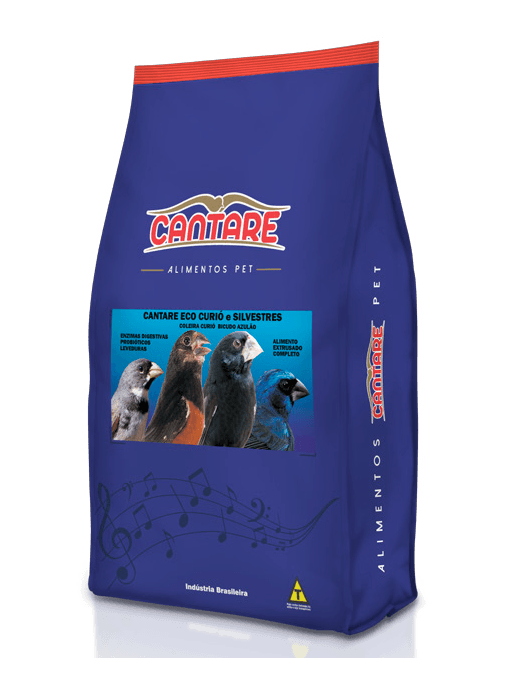 CANTARE
ALIMENTOS PET
CANTARE ECO CURIÓ e SILVESTRES
COLEIRA CURIÓ BICUDO AZULÃO
ENZIMAS DIGESTIVAS
PROBIÓTICOS
LEVEDURAS
ALIMENTO
EXTRUSADO
COMPLETO
Indústria Brasileira
T
ALIMENTOS CANTARE PET